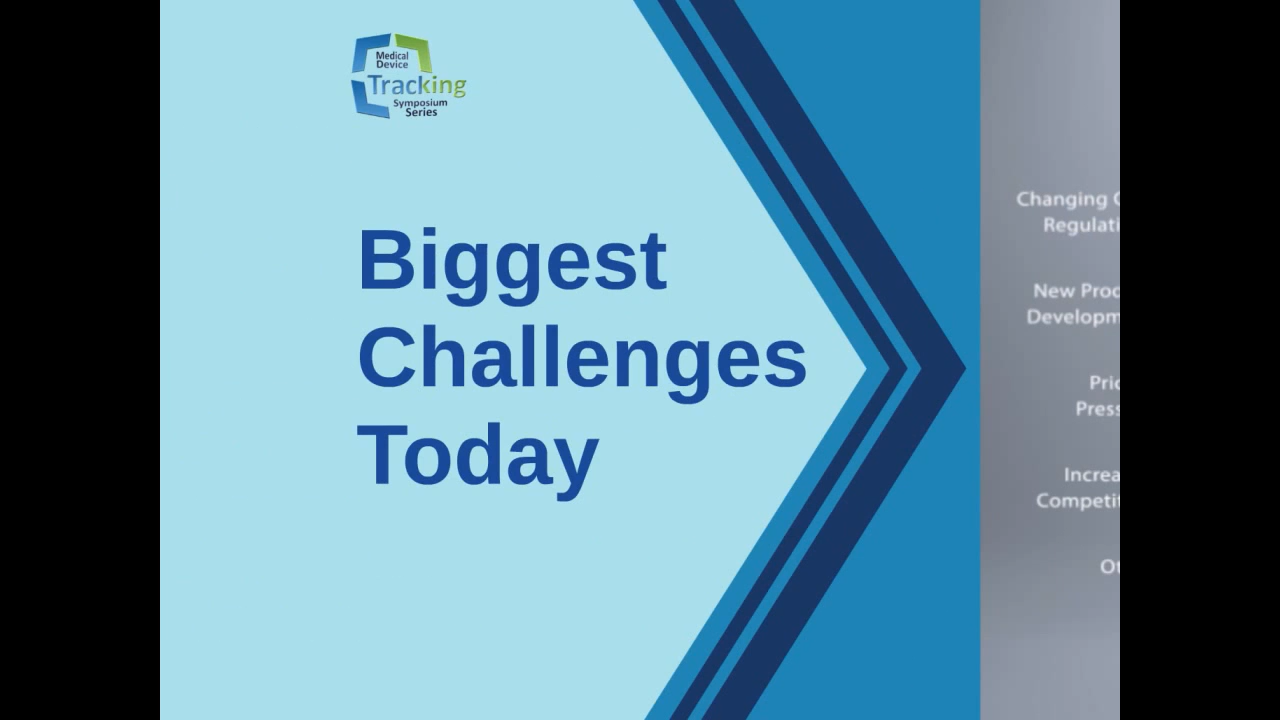 Medical
Device
Tracking
Symposium
Series
Biggest
Challenges
Today
Changing
New